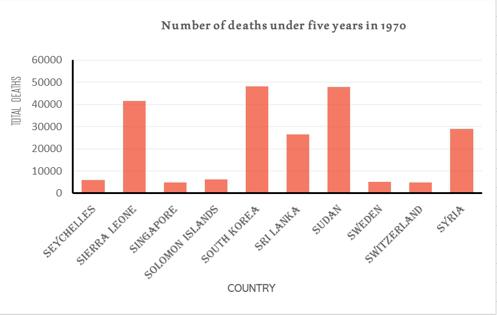 Number of deaths under five years in 1970
TOTAL DEATHS
60000
50000
40000
30000
20000
10000
0
SEYCHELLES
SIERRA LEONE
SINGAPORE
SOLOMON ISLANDS
SOUTH KOREA
SRI LANKA
SUDAN
SWEDEN
SWITZERLAND
SYRIA
COUNTRY